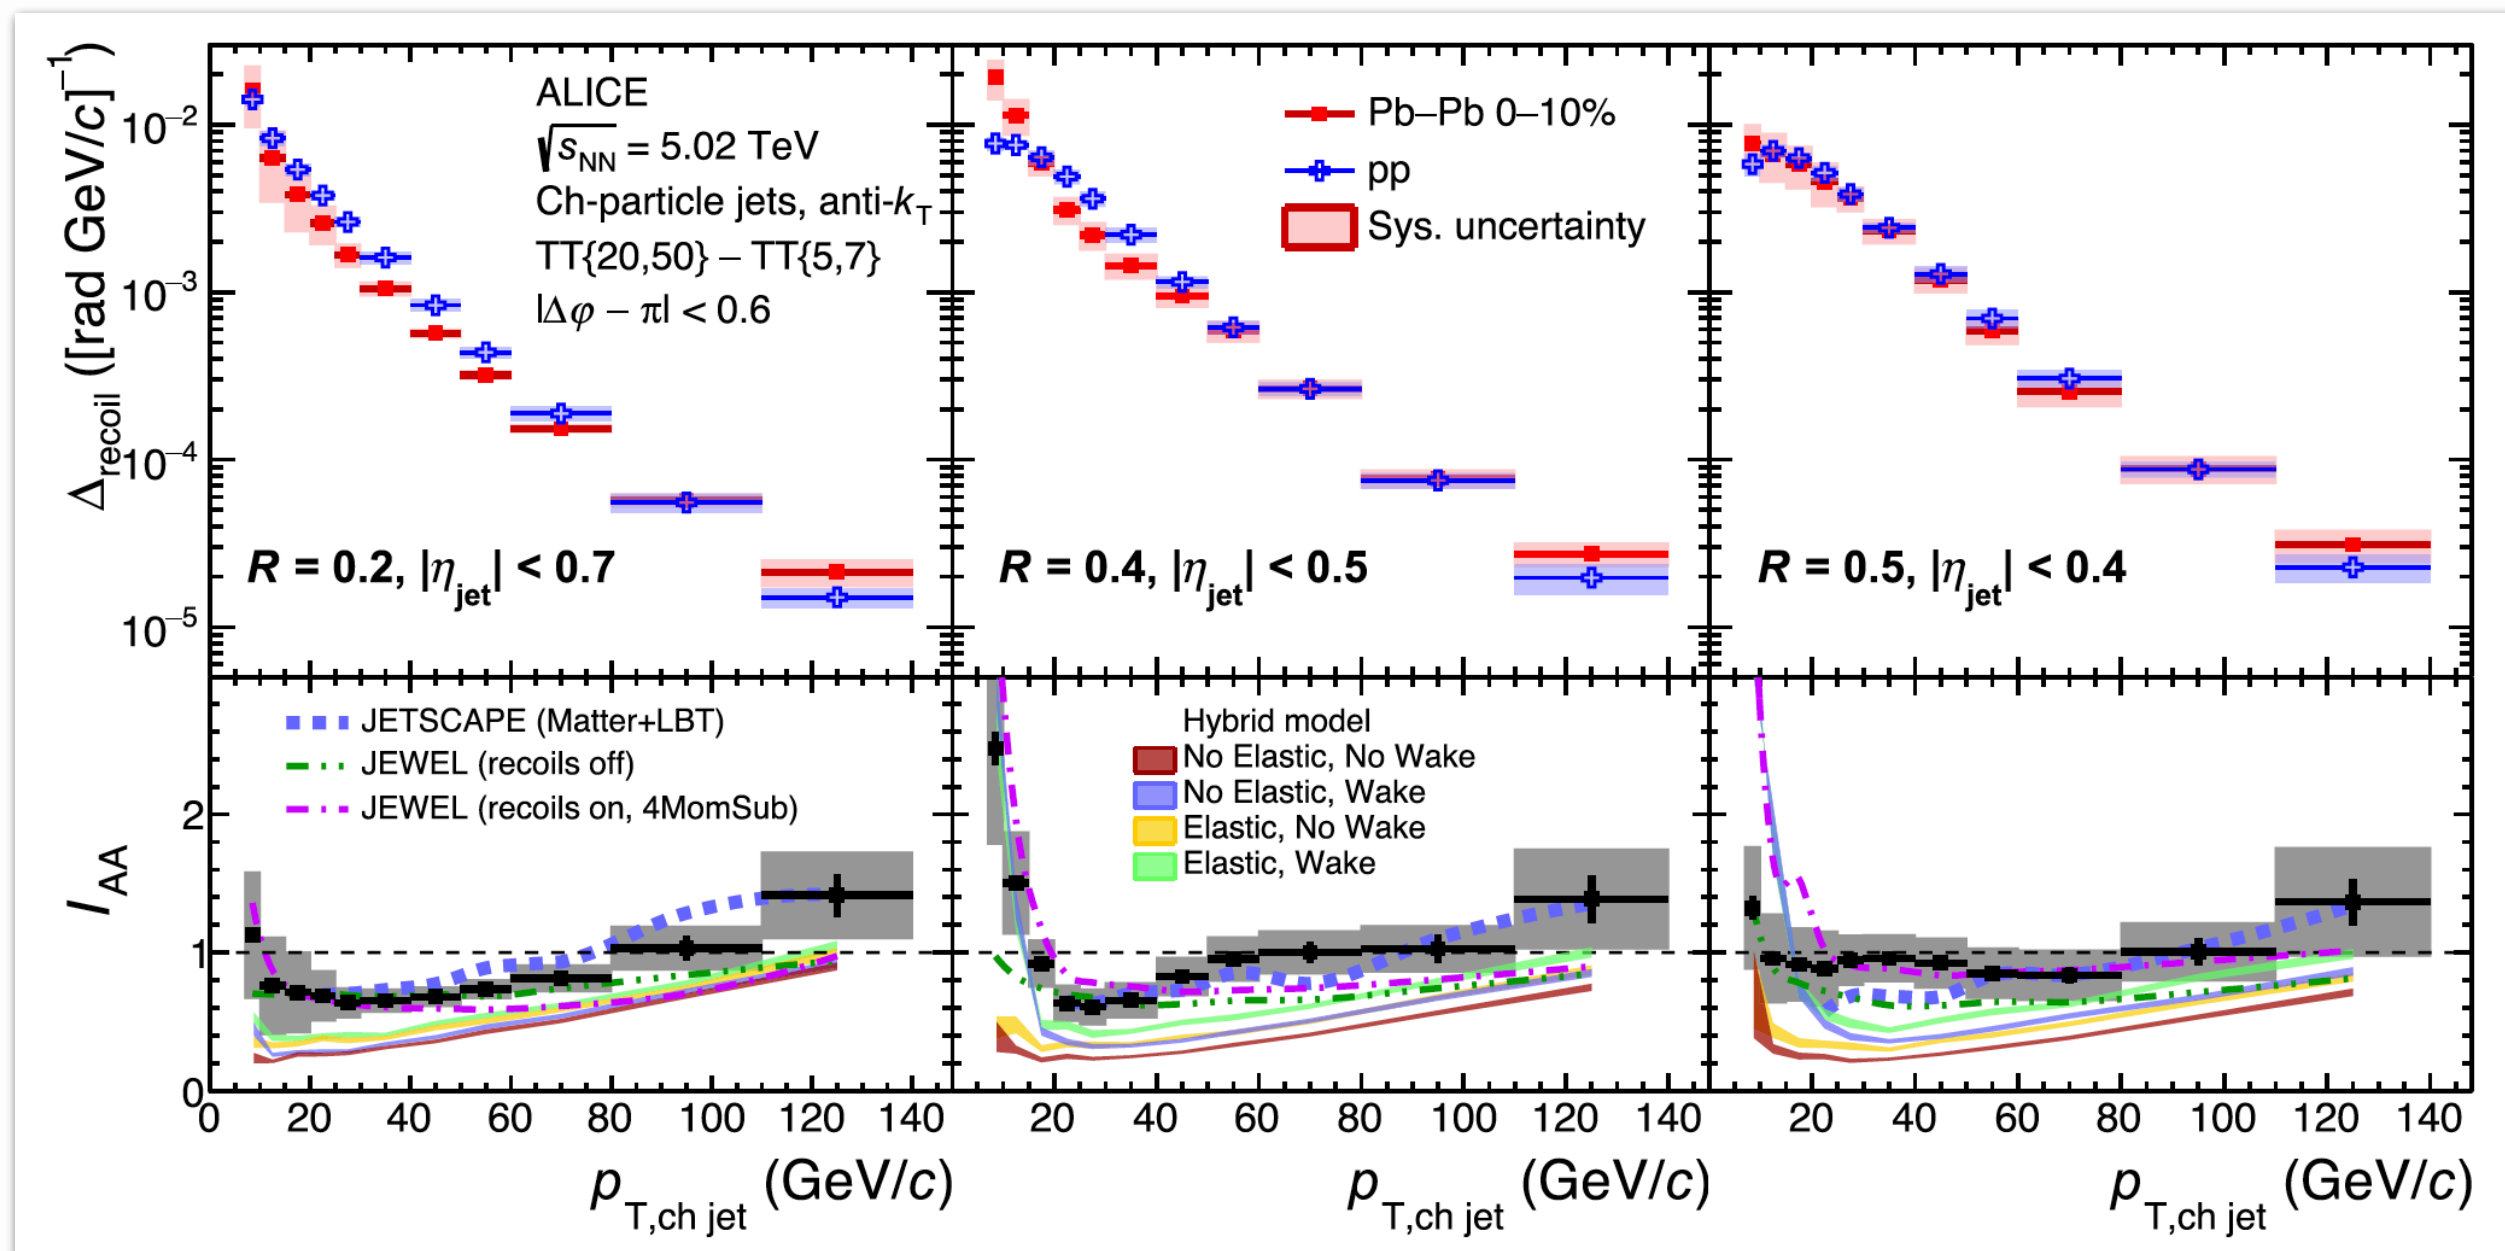 Δrecoil ([rad GeV/c]^−1)
10^−2
10^−3
10^−4
10^−5
ALICE
√sNN = 5.02 TeV
Ch-particle jets, anti-kT
TT{20,50} − TT{5,7}
|Δφ − π| < 0.6
R = 0.2, |ηjet| < 0.7
Pb–Pb 0–10%
pp
Sys. uncertainty
R = 0.4, |ηjet| < 0.5
R = 0.5, |ηjet| < 0.4
IAA
2
1
0
JETSCAPE (Matter+LBT)
JEWEL (recoils off)
JEWEL (recoils on, 4MomSub)
Hybrid model
No Elastic, No Wake
No Elastic, Wake
Elastic, No Wake
Elastic, Wake
0 20 40 60 80 100 120 140
20 40 60 80 100 120 140
20 40 60 80 100 120 140
pT,ch jet (GeV/c)
pT,ch jet (GeV/c)
pT,ch jet (GeV/c)